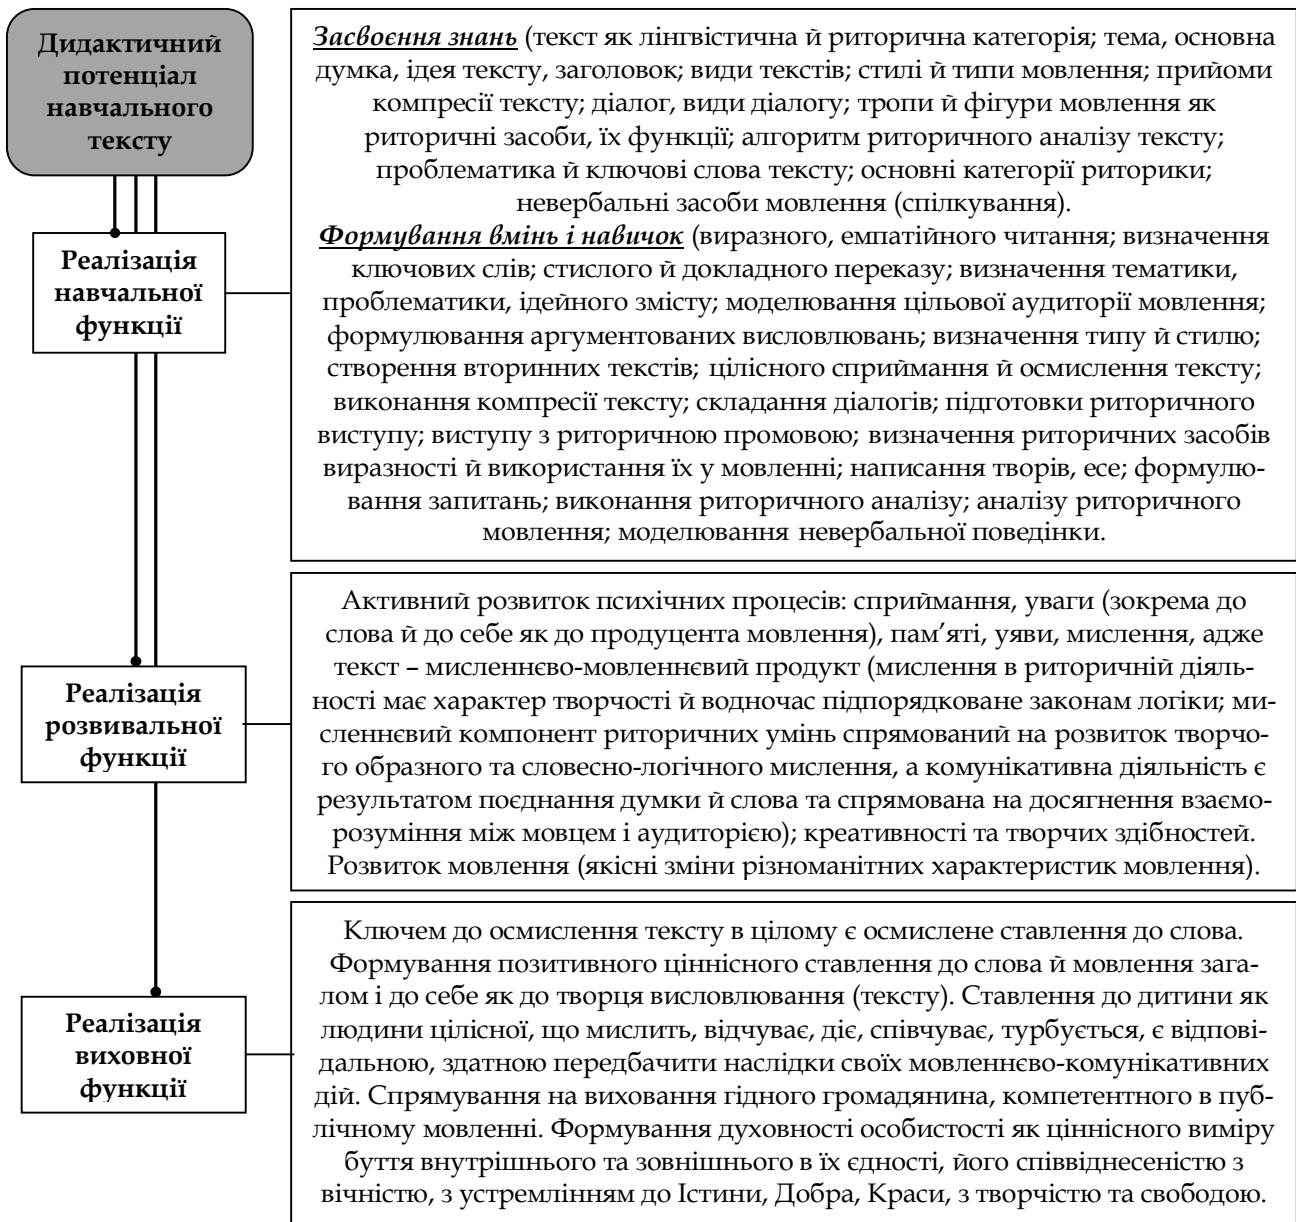 Дидактичний
потенціал
навчального
тексту
Реалізація
навчальної
функції
Засвоєння знань (текст як лінгвістична й риторична категорія; тема, основна
думка, ідея тексту, заголовок; види текстів; стилі й типи мовлення; прийоми
компресії тексту; діалог, види діалогу; тропи й фігури мовлення як
риторичні засоби, їх функції; алгоритм риторичного аналізу тексту;
проблематика й ключові слова тексту; основні категорії риторики;
невербальні засоби мовлення (спілкування).
Формування вмінь і навичок (виразного, емпатійного читання; визначення
ключових слів; стислого й докладного переказу; визначення тематики,
проблематики, ідейного змісту; моделювання цільової аудиторії мовлення;
формулювання аргументованих висловлювань; визначення типу й стилю;
створення вторинних текстів; цілісного сприймання й осмислення тексту;
виконання компресії тексту; складання діалогів; підготовки риторичного
виступу; виступу з риторичною промовою; визначення риторичних засобів
виразності й використання їх у мовленні; написання творів, есе; формулю-
вання запитань; виконання риторичного аналізу; аналізу риторичного
мовлення; моделювання невербальної поведінки.
Реалізація
розвивальної
функції
Активний розвиток психічних процесів: сприймання, уваги (зокрема до
слова й до себе як до продуцента мовлення), пам’яті, уяви, мислення, адже
текст – мисленнєво-мовленнєвий продукт (мислення в риторичній діяль-
ності має характер творчості й водночас підпорядковане законам логіки; ми-
сленнєвий компонент риторичних умінь спрямований на розвиток творчо-
го образного та словесно-логічного мислення, а комунікативна діяльність є
результатом поєднання думки й слова та спрямована на досягнення взаємо-
розуміння між мовцем і аудиторією); креативності та творчих здібностей.
Розвиток мовлення (якісні зміни різноманітних характеристик мовлення).
Реалізація
виховної
функції
Ключем до осмислення тексту в цілому є осмислене ставлення до слова.
Формування позитивного ціннісного ставлення до слова й мовлення зага-
лом і до себе як до творця висловлювання (тексту). Ставлення до дитини як
людини цілісної, що мислить, відчуває, діє, співчуває, турбується, є відпові-
дальною, здатною передбачити наслідки своїх мовленнєво-комунікативних
дій. Спрямування на виховання гідного громадянина, компетентного в пуб-
лічному мовленні. Формування духовності особистості як ціннісного виміру
буття внутрішнього та зовнішнього в їх єдності, його співвіднесеністю з
вічністю, з устремлінням до Істини, Добра, Краси, з творчістю та свободою.